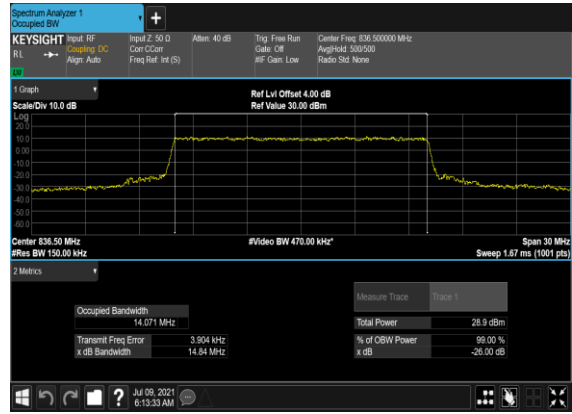 Spectrum Analyzer 1
Occupied BW
+
KEYSIGHT Input: RF Input Z: 50 Ω Atten: 40 dB Trig: Free Run Center Freq: 836.500000 MHz
RL Coupling: DC Corr CCorr Gate: Off Avg|Hold: 500/500
Align: Auto Freq Ref: Int (S) #IF Gain: Low Radio Std: None
1 Graph
Ref Lvl Offset 4.00 dB
Scale/Div 10.0 dB Ref Value 30.00 dBm
Log
20.0
10.0
0.00
-10.0
-20.0
-30.0
-40.0
-50.0
-60.0
Center 836.50 MHz #Video BW 470.00 kHz* Span 30 MHz
#Res BW 150.00 kHz Sweep 1.67 ms (1001 pts)
2 Metrics
Measure Trace Trace 1
Occupied Bandwidth
14.071 MHz Total Power 28.9 dBm
Transmit Freq Error 3.904 kHz % of OBW Power 99.00 %
x dB Bandwidth 14.84 MHz x dB -26.00 dB
? Jul 09, 2021
6:13:33 AM